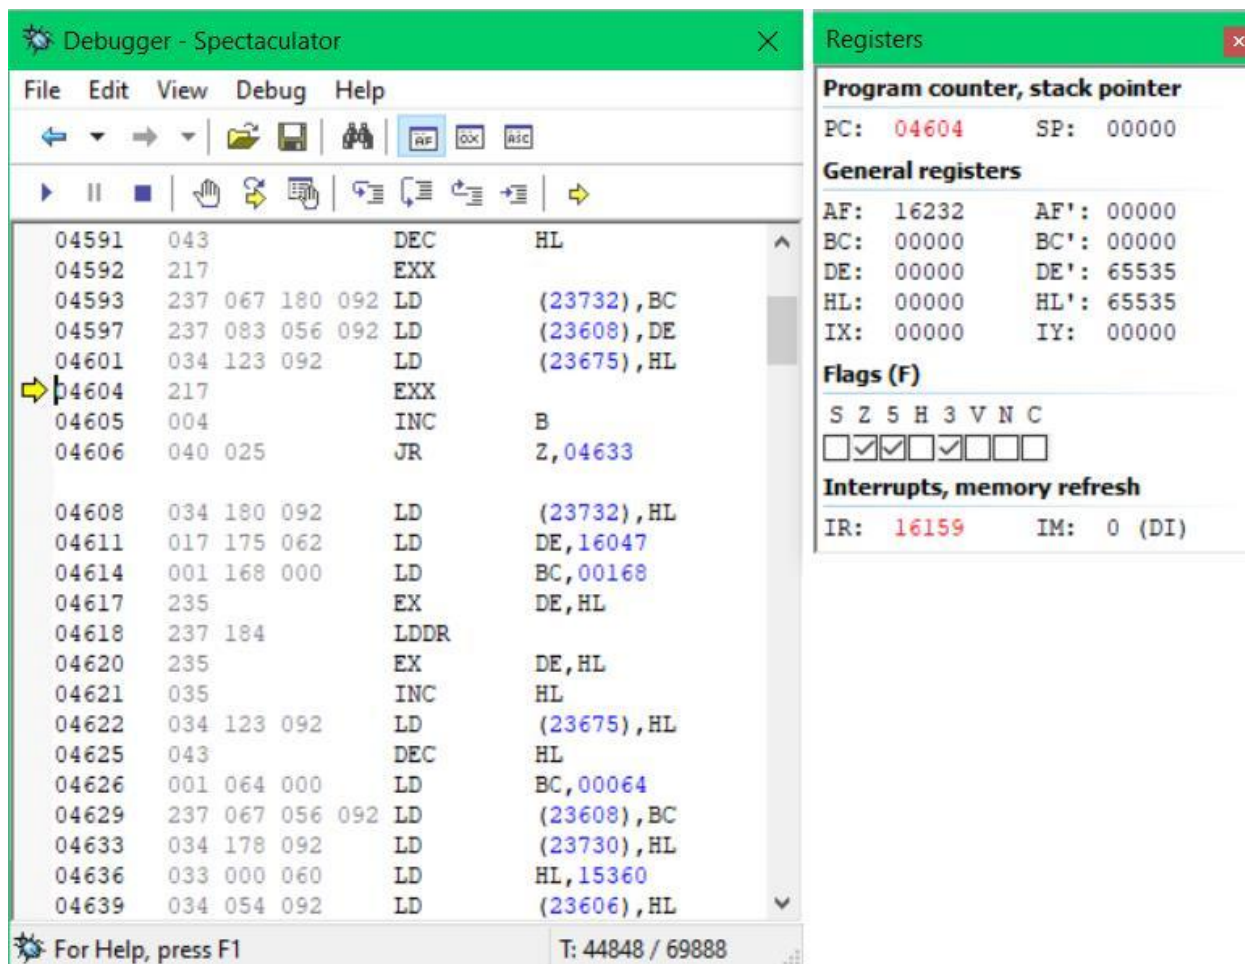 Debugger - Spectaculator
File Edit View Debug Help
AF 0X ASC
04591 043 DEC HL
04592 217 EXX
04593 237 067 180 092 LD (23732),BC
04597 237 083 056 092 LD (23608),DE
04601 034 123 092 LD (23675),HL
04604 217 EXX
04605 004 INC B
04606 040 025 JR Z,04633
04608 034 180 092 LD (23732),HL
04611 017 175 062 LD DE,16047
04614 001 168 000 LD BC,00168
04617 235 EX DE,HL
04618 237 184 LDDR
04620 235 EX DE,HL
04621 035 INC HL
04622 034 123 092 LD (23675),HL
04625 043 DEC HL
04626 001 064 000 LD BC,00064
04629 237 067 056 092 LD (23608),BC
04633 034 178 092 LD (23730),HL
04636 033 000 060 LD HL,15360
04639 034 054 092 LD (23606),HL
For Help, press F1 T: 44848 / 69888
Registers
Program counter, stack pointer
PC: 04604 SP: 00000
General registers
AF: 16232 AF': 00000
BC: 00000 BC': 00000
DE: 00000 DE': 65535
HL: 00000 HL': 65535
IX: 00000 IY: 00000
Flags (F)
S Z 5 H 3 V N C
Interrupts, memory refresh
IR: 16159 IM: 0 (DI)